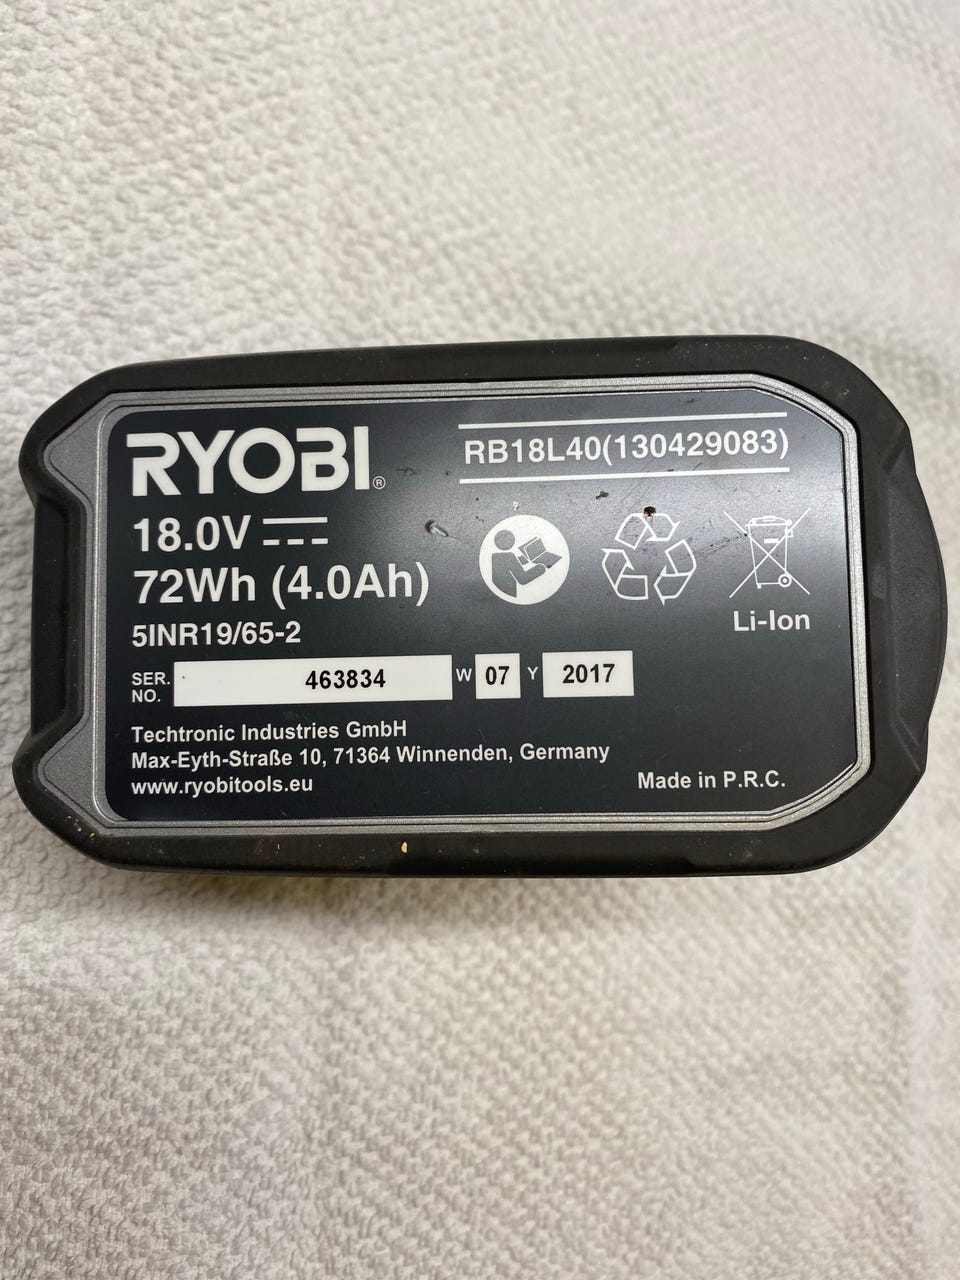 RYOBI®
RB18L40(130429083)
18.0V
72Wh (4.0Ah)
5INR19/65-2
Li-Ion
SER. NO. 463834 W 07 Y 2017
Techtronic Industries GmbH
Max-Eyth-Straße 10, 71364 Winnenden, Germany
www.ryobitools.eu
Made in P.R.C.